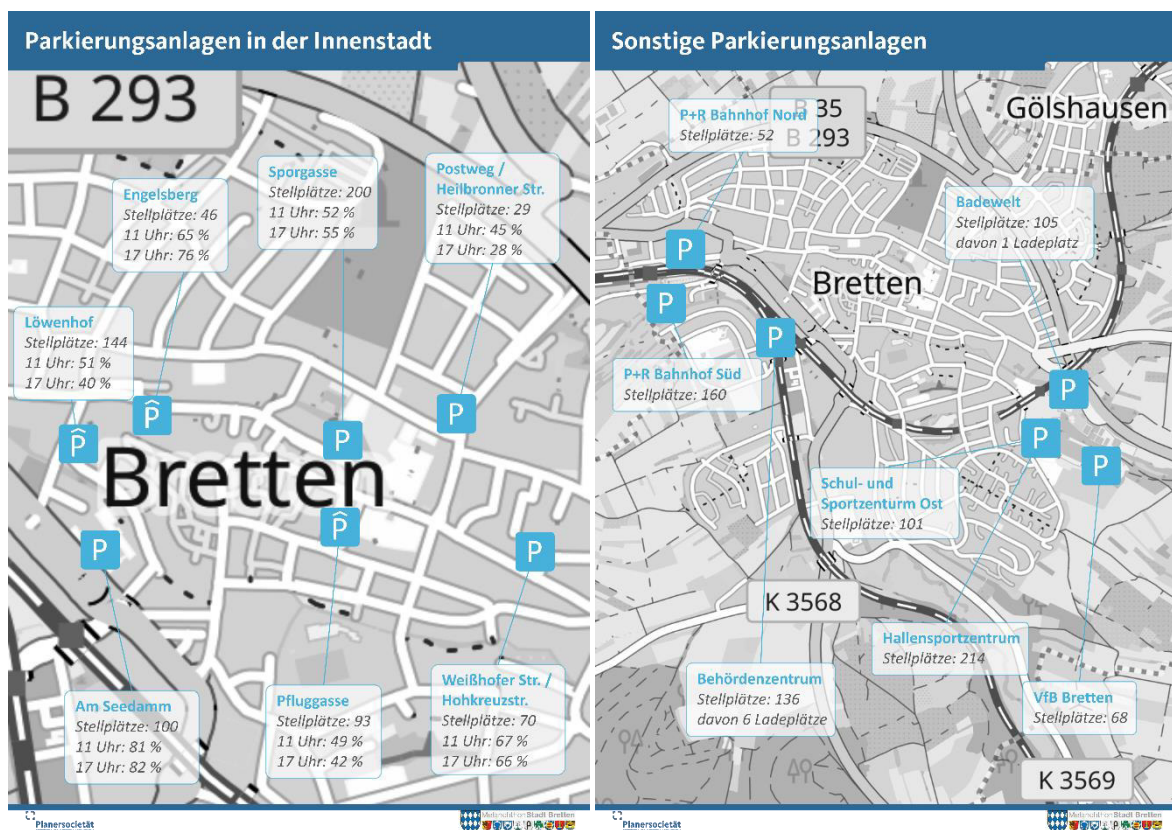 Parkierungsanlagen in der Innenstadt
B 293
Engelsberg
Stellplätze: 46
11 Uhr: 65 %
17 Uhr: 76 %
Sporgasse
Stellplätze: 200
11 Uhr: 52 %
17 Uhr: 55 %
Postweg /
Heilbronner Str.
Stellplätze: 29
11 Uhr: 45 %
17 Uhr: 28 %
Löwenhof
Stellplätze: 144
11 Uhr: 51 %
17 Uhr: 40 %
P
P
P
P
Bretten
P
P
P
Am Seedamm
Stellplätze: 100
11 Uhr: 81 %
17 Uhr: 82 %
Pfluggasse
Stellplätze: 93
11 Uhr: 49 %
17 Uhr: 42 %
Weißhofer Str. /
Hohkreuzstr.
Stellplätze: 70
11 Uhr: 67 %
17 Uhr: 66 %
Planersocietät
Stadt Bretten
Sonstige Parkierungsanlagen
P+R Bahnhof Nord
Stellplätze: 52
B 35
B 293
Gölshausen
Badewelt
Stellplätze: 105
davon 1 Ladeplatz
P
Bretten
P
P
P+R Bahnhof Süd
Stellplätze: 160
P
P
P
Schul- und
Sportzenturm Ost
Stellplätze: 101
K 3568
Hallensportzentrum
Stellplätze: 214
Behördenzentrum
Stellplätze: 136
davon 6 Ladeplätze
VfB Bretten
Stellplätze: 68
K 3569
Planersocietät
Stadt Bretten